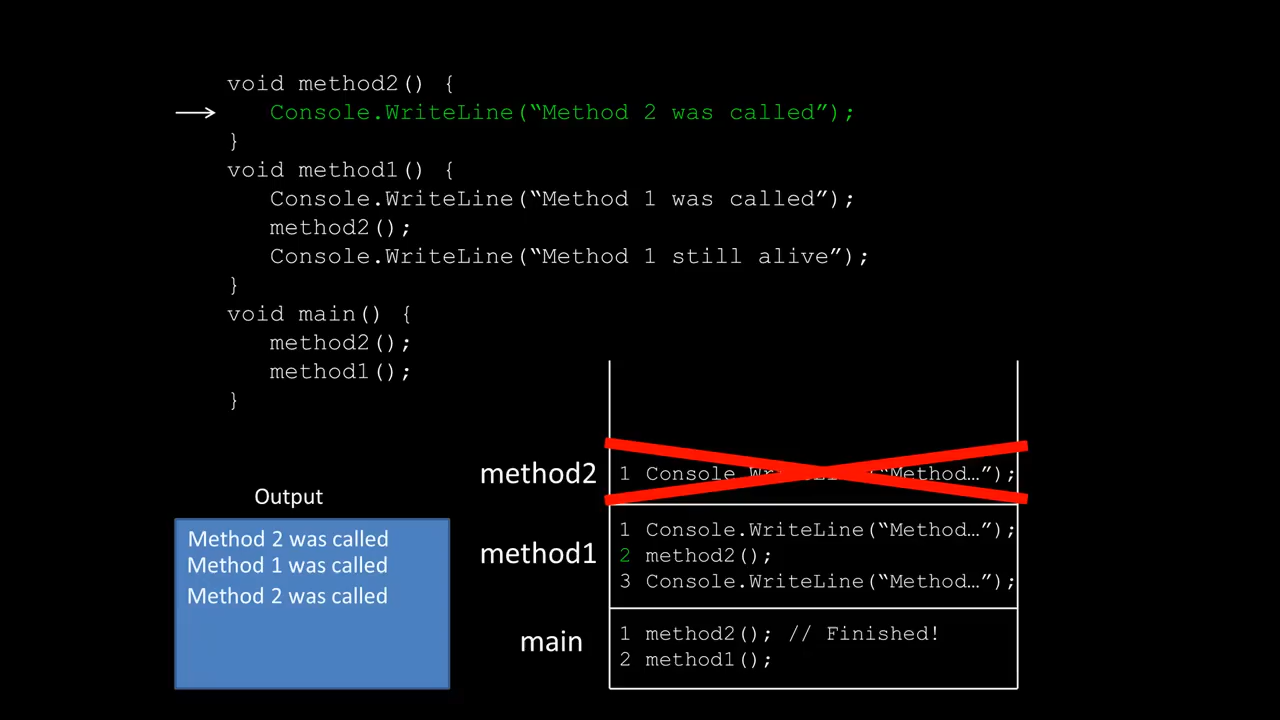 void method2() {
Console.WriteLine(“Method 2 was called”);
}
void method1() {
Console.WriteLine(“Method 1 was called”);
method2();
Console.WriteLine(“Method 1 still alive”);
}
void main() {
method2();
method1();
}
method2
1 Console.WriteLine(“Method…”);
method1
1 Console.WriteLine(“Method…”);
2 method2();
3 Console.WriteLine(“Method…”);
main
1 method2(); // Finished!
2 method1();
Output
Method 2 was called
Method 1 was called
Method 2 was called